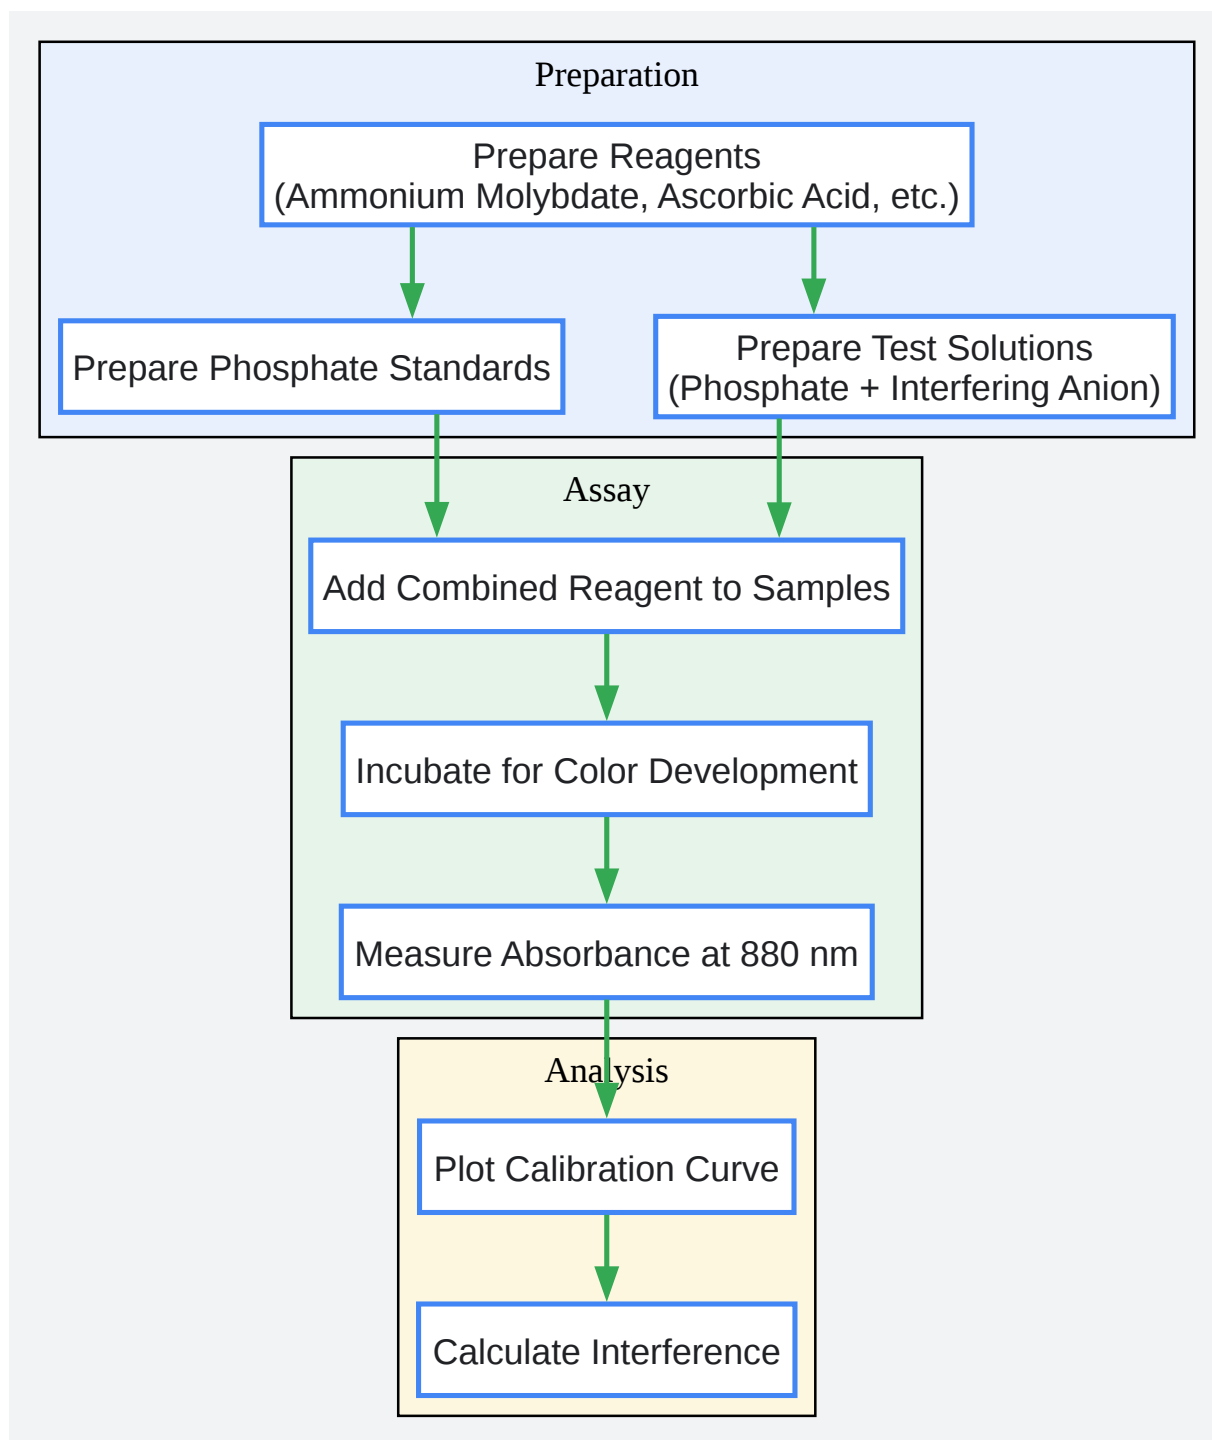 Preparation
Prepare Reagents
(Ammonium Molybdate, Ascorbic Acid, etc.)
Prepare Phosphate Standards
Prepare Test Solutions
(Phosphate + Interfering Anion)
Assay
Add Combined Reagent to Samples
Incubate for Color Development
Measure Absorbance at 880 nm
Analysis
Plot Calibration Curve
Calculate Interference